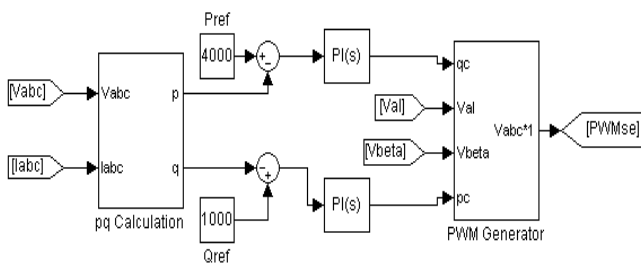 Pref
4000
PI(s)
[Vabc]
Vabc
p
[Iabc]
Iabc
q
pq Calculation
1000
Qref
PI(s)
qc
[Val]
Val
[Vbeta]
Vbeta
pc
Vabc*1
PWM Generator
[PWMse]